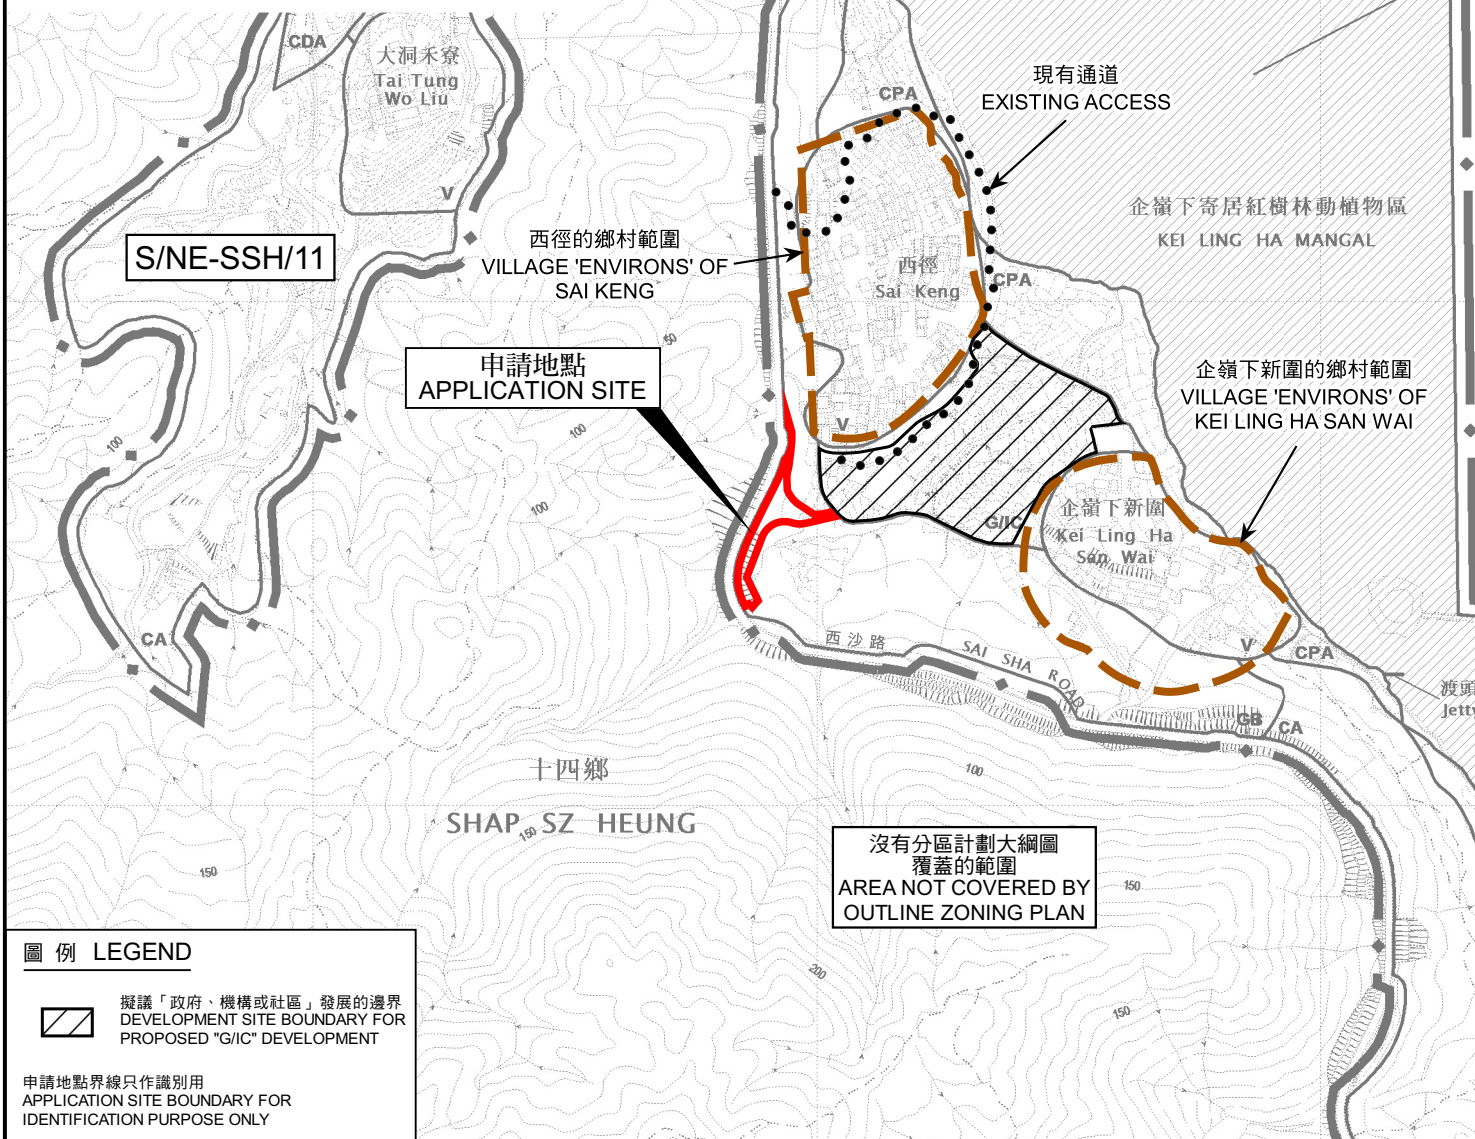 CDA
大洞禾寮
Tai Tung
Wo Liu
V
S/NE-SSH/11
CPA
現有通道
EXISTING ACCESS
西徑的鄉村範圍
VILLAGE 'ENVIRONS' OF
SAI KENG
西徑
Sai Keng
CPA
企嶺下寄居紅樹林動植物區
KEI LING HA MANGAL
50
申請地點
APPLICATION SITE
企嶺下新圍的鄉村範圍
VILLAGE 'ENVIRONS' OF
KEI LING HA SAN WAI
V
100
100
100
G/IC
企嶺下新圍
Kei Ling Ha
San Wai
CA
西沙路
SAI SHA ROAD
V
CPA
渡頭
Jetty
GB
CA
十四鄉
SHAP SZ HEUNG
100
150
150
沒有分區計劃大綱圖
覆蓋的範圍
AREA NOT COVERED BY
OUTLINE ZONING PLAN
150
200
150
圖例 LEGEND
擬議「政府、機構或社區」發展的邊界
DEVELOPMENT SITE BOUNDARY FOR
PROPOSED "G/IC" DEVELOPMENT
申請地點界線只作識別用
APPLICATION SITE BOUNDARY FOR
IDENTIFICATION PURPOSE ONLY